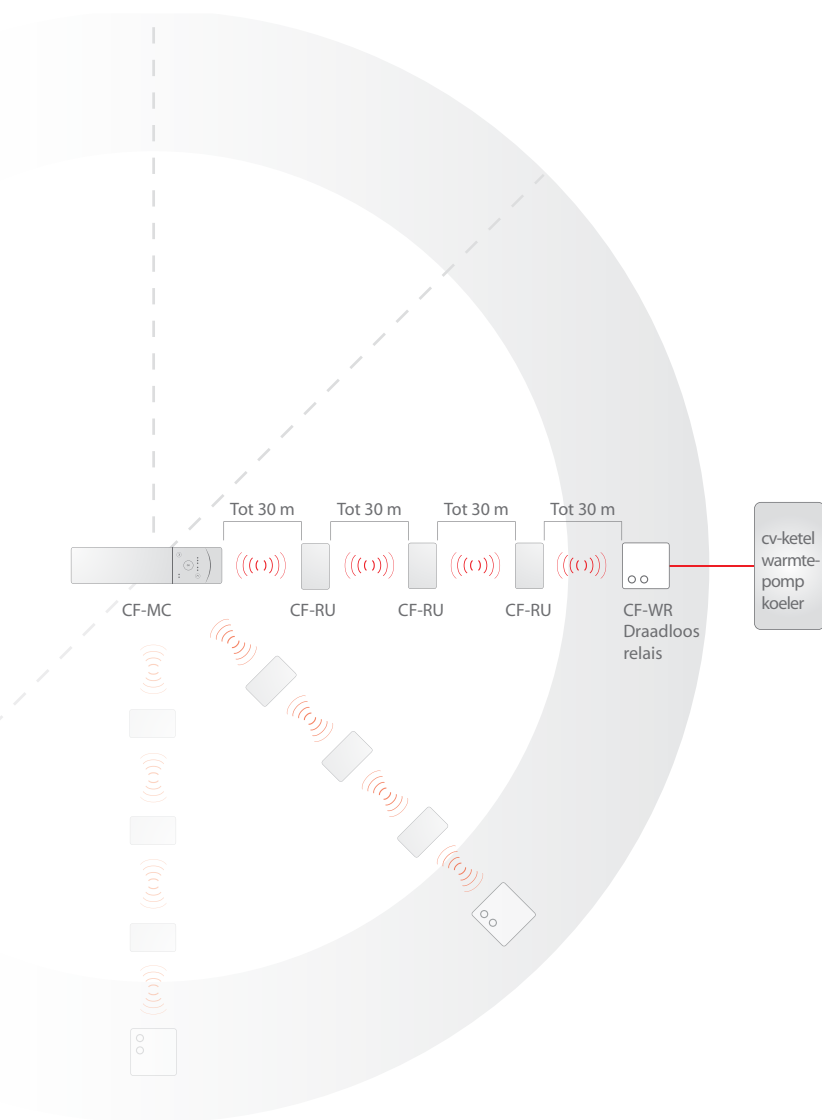 Tot 30 m
Tot 30 m
Tot 30 m
Tot 30 m
cv-ketel
warmte-
pomp
koeler
CF-MC
CF-RU
CF-RU
CF-RU
CF-WR
Draadloos
relais